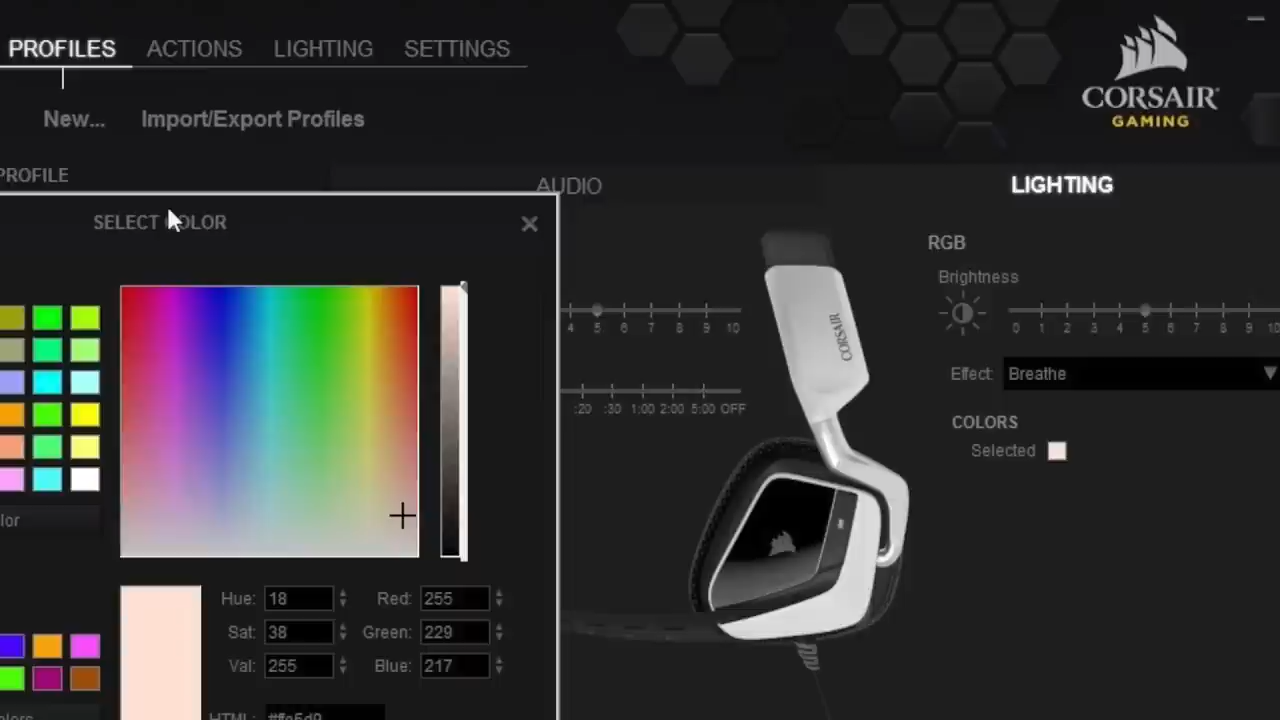 PROFILES ACTIONS LIGHTING SETTINGS
CORSAIR
GAMING
New... Import/Export Profiles
PROFILE
AUDIO
LIGHTING
SELECT COLOR
RGB
Brightness
4 5 6 7 8 9 10
0 1 2 3 4 5 6 7 8 9 10
CORSAIR
Effect: Breathe
:20 :30 1:00 2:00 5:00 OFF
COLORS
Selected
lor
Hue: 18 Red: 255
Sat: 38 Green: 229
Val: 255 Blue: 217
olors
HTML: #ffe5d9